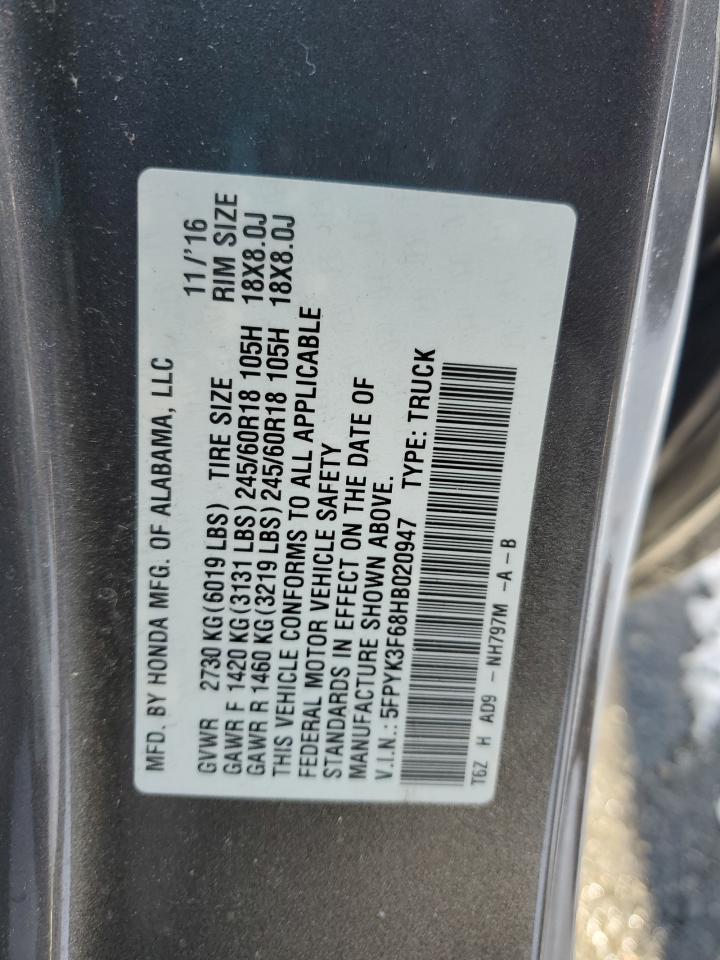 MFD. BY HONDA MFG. OF ALABAMA, LLC 11/'16
GVWR 2730 KG(6019 LBS) TIRE SIZE RIM SIZE
GAWR F 1420 KG(3131 LBS)245/60R18 105H 18X8.0J
GAWR R 1460 KG(3219 LBS)245/60R18 105H 18X8.0J
THIS VEHICLE CONFORMS TO ALL APPLICABLE
FEDERAL MOTOR VEHICLE SAFETY
STANDARDS IN EFFECT ON THE DATE OF
MANUFACTURE SHOWN ABOVE.
V.I.N.:5FPYK3F68HB020947 TYPE: TRUCK
T6Z H AD9 -NH797M -A-B